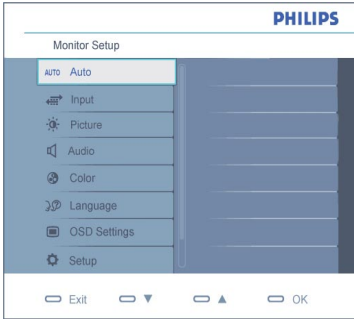 PHILIPS
Monitor Setup
AUTO Auto
Input
Picture
Audio
Color
Language
OSD Settings
Setup
Exit ▼ ▲ OK